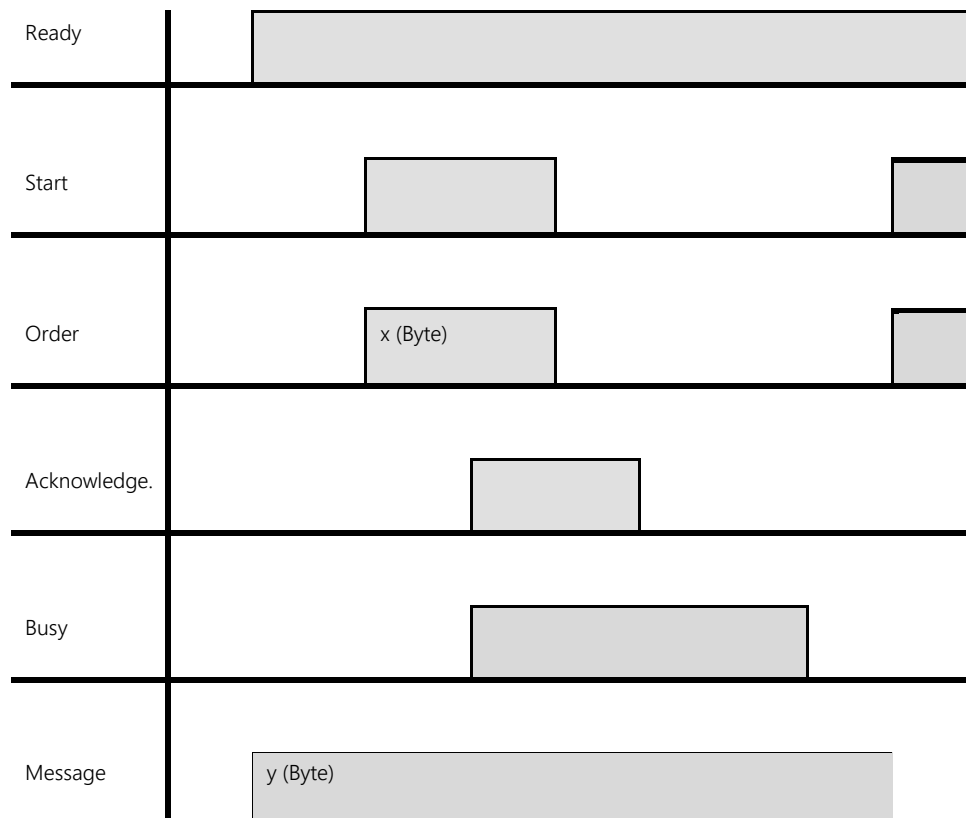 Ready
Start
Order
x (Byte)
Acknowledge.
Busy
Message
y (Byte)